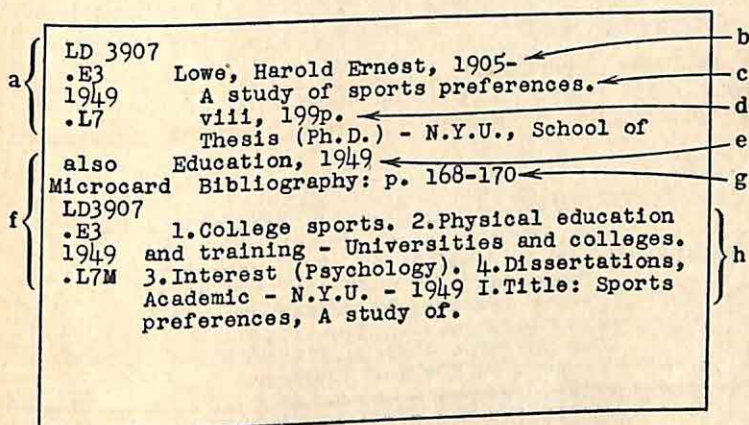 LD 3907
.E3 Lowe, Harold Ernest, 1905- b
a 1949 A study of sports preferences. c
.L7 viii, 199p. d
Thesis (Ph.D.) - N.Y.U., School of
also Education, 1949 e
Microcard Bibliography: p. 168-170 g
LD3907
f .E3 1.College sports. 2.Physical education
1949 and training - Universities and colleges.
.L7M 3.Interest (Psychology). 4.Dissertations, h
Academic - N.Y.U. - 1949 I.Title: Sports
preferences, A study of.